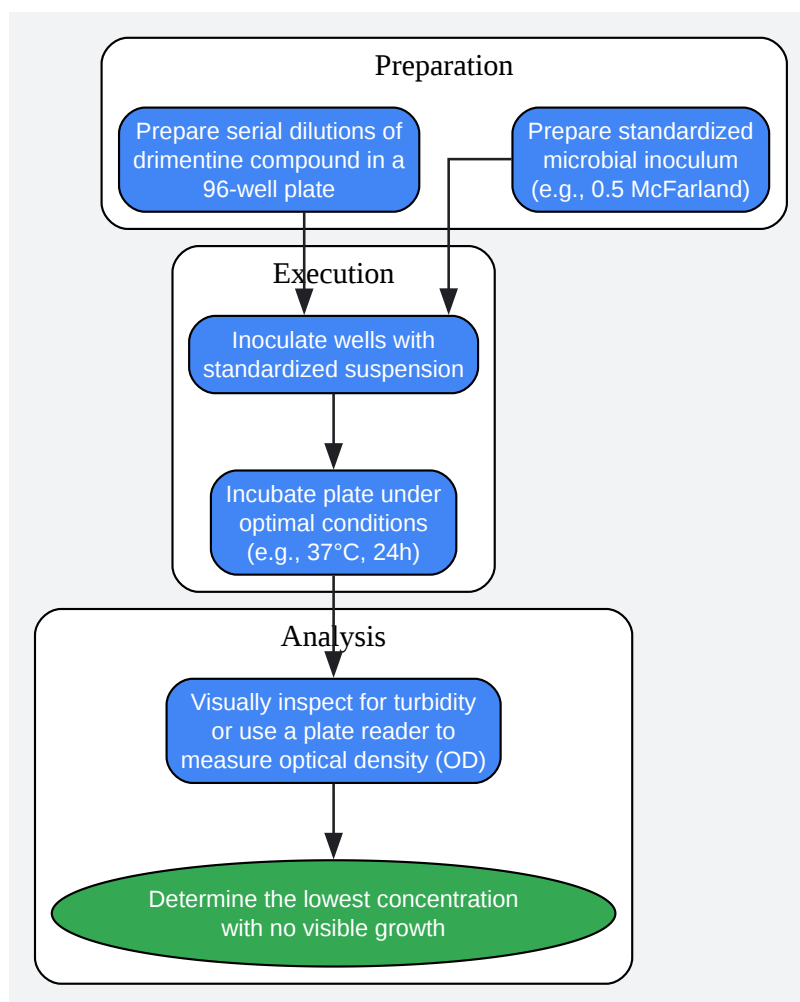 Preparation
Prepare serial dilutions of
drimentine compound in a
96-well plate
Prepare standardized
microbial inoculum
(e.g., 0.5 McFarland)
Execution
Inoculate wells with
standardized suspension
Incubate plate under
optimal conditions
(e.g., 37°C, 24h)
Analysis
Visually inspect for turbidity
or use a plate reader to
measure optical density (OD)
Determine the lowest concentration
with no visible growth